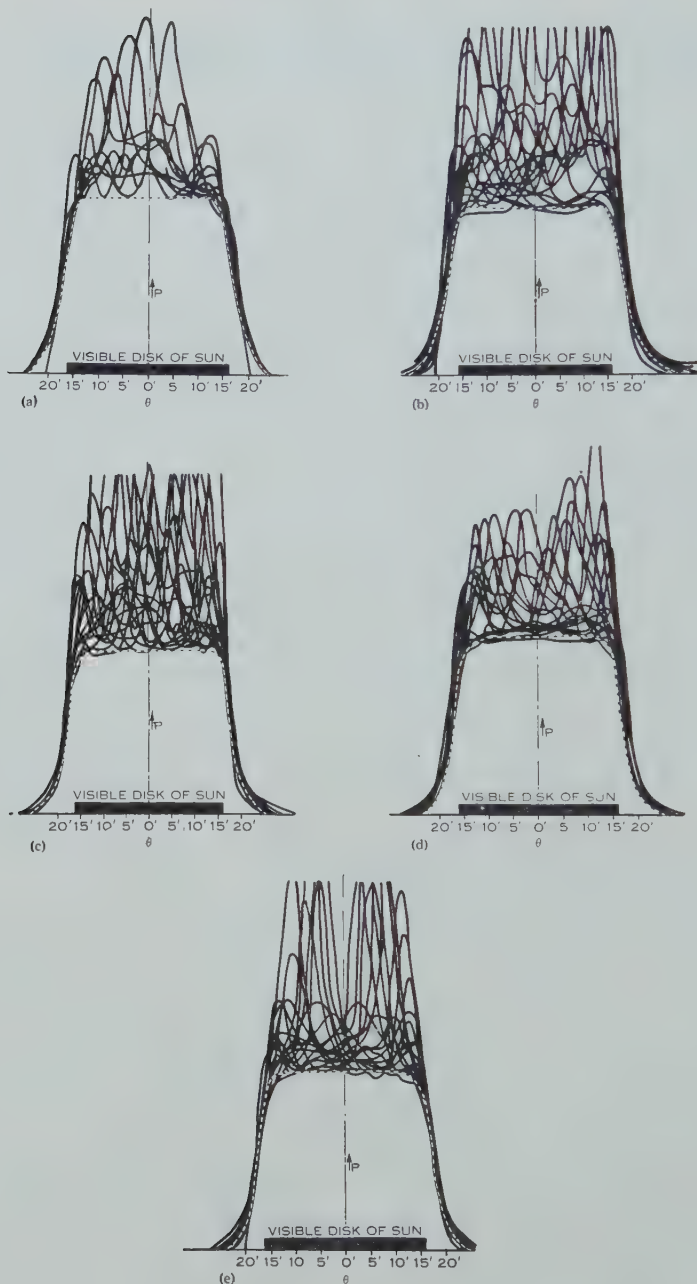 P
P
VISIBLE DISK OF SUN
VISIBLE DISK OF SUN
20' 15' 10' 5' 0' 5 10' 15' 20'
20' 15' 10' 5' 0' 5' 10' 15' 20'
(a)
θ
(b)
θ
P
P
VISIBLE DISK OF SUN
VISIBLE DISK OF SUN
20' 15' 10' 5' 0' 5' 10' 15' 20'
20' 15' 10' 5' 0' 5' 10' 15' 20'
(c)
θ
(d)
θ
P
VISIBLE DISK OF SUN
20' 15' 10' 5' 0' 5' 10' 15' 20'
(e)
θ